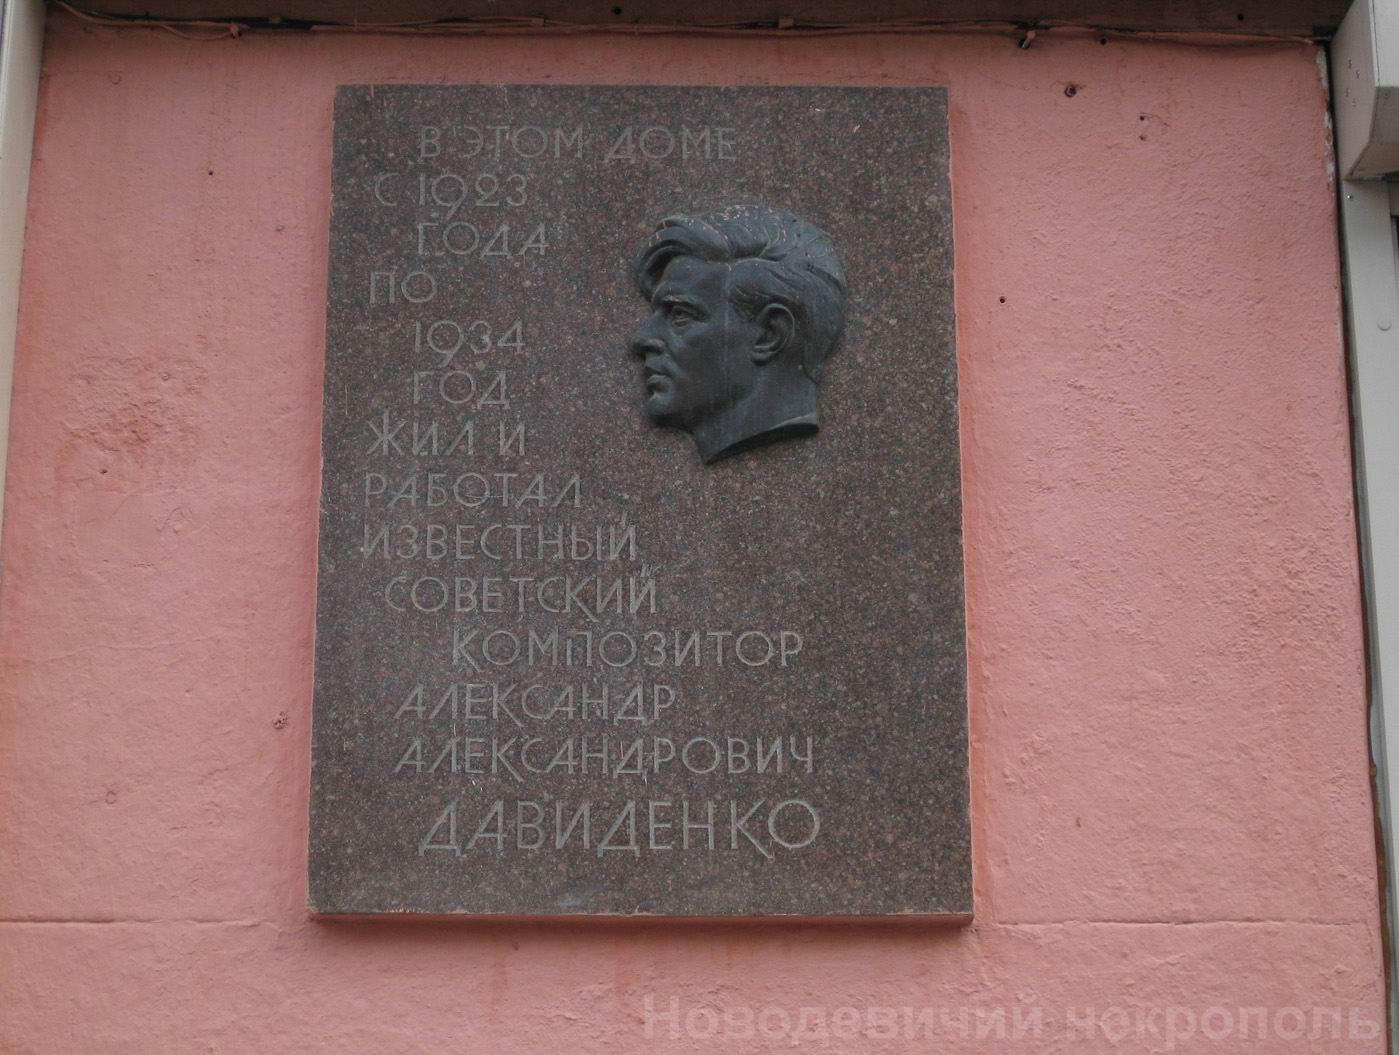 В ЭТОМ ДОМЕ
С 1923
ГОДА
ПО
1934
ГОД
ЖИЛ И
РАБОТАЛ
ИЗВЕСТНЫЙ
СОВЕТСКИЙ
КОМПОЗИТОР
АЛЕКСАНДР
АЛЕКСАНДРОВИЧ
ДАВИДЕНКО
Новодевичий некрополь